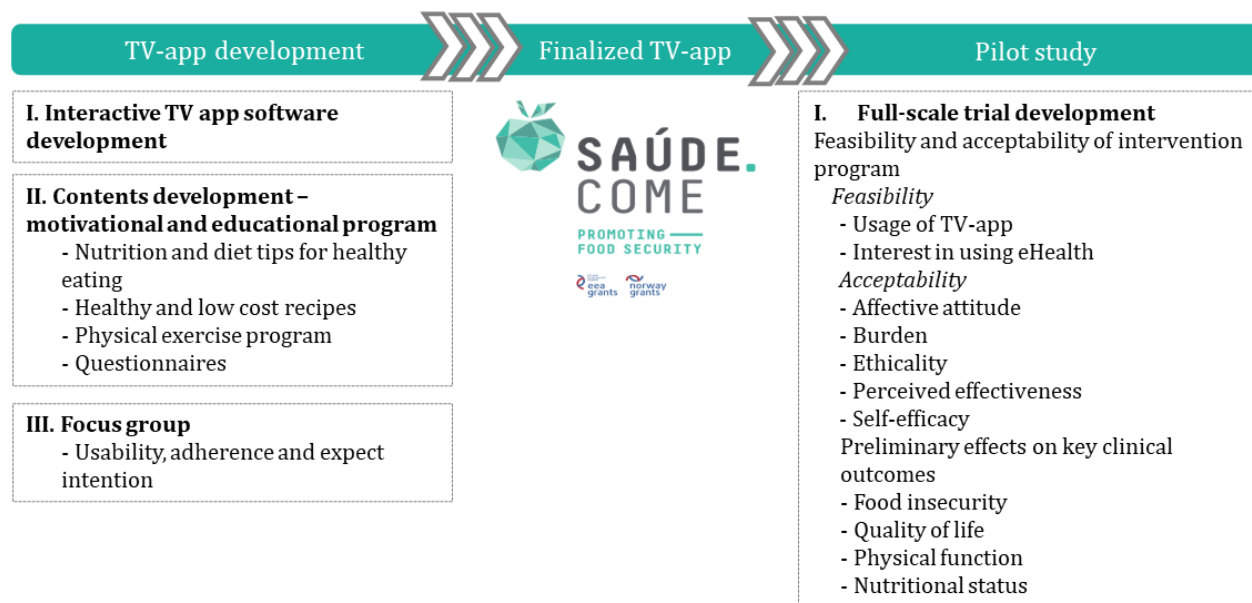 TV-app development
Finalized TV-app
Pilot study
I. Interactive TV app software
development
II. Contents development –
motivational and educational program
- Nutrition and diet tips for healthy
eating
- Healthy and low cost recipes
- Physical exercise program
- Questionnaires
III. Focus group
- Usability, adherence and expect
intention
SAÚDE.
COME
PROMOTING
FOOD SECURITY
eea
grants
norway
grants
I. Full-scale trial development
Feasibility and acceptability of intervention
program
Feasibility
- Usage of TV-app
- Interest in using eHealth
Acceptability
- Affective attitude
- Burden
- Ethicality
- Perceived effectiveness
- Self-efficacy
Preliminary effects on key clinical
outcomes
- Food insecurity
- Quality of life
- Physical function
- Nutritional status